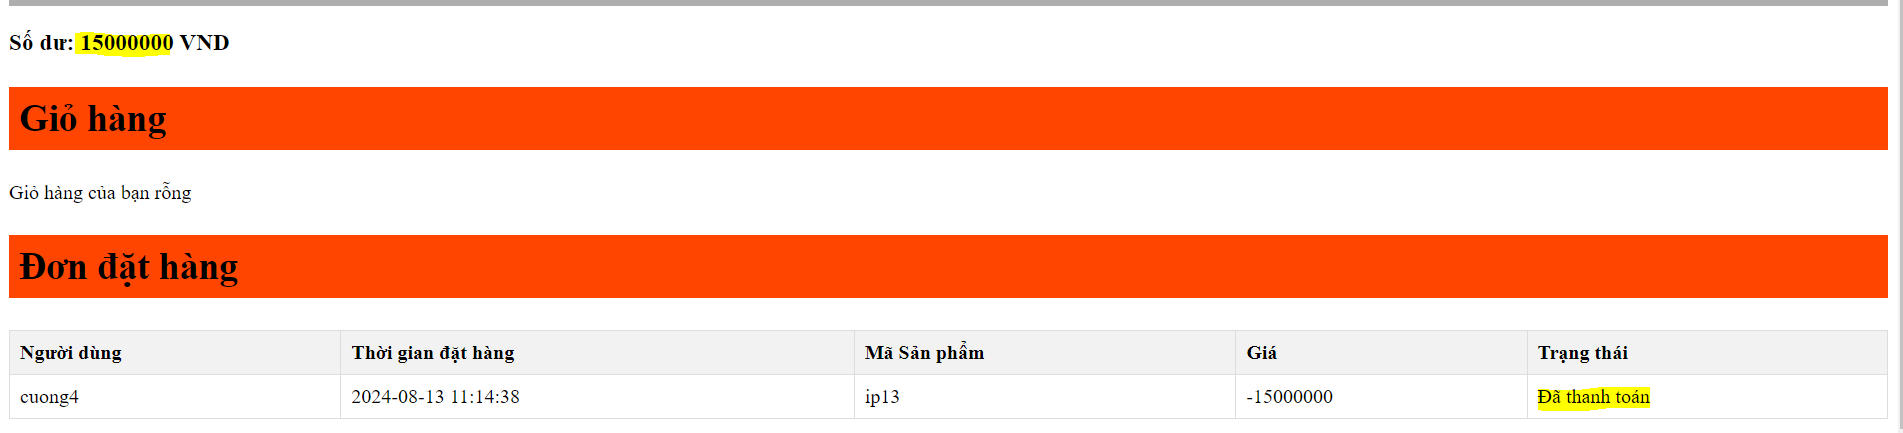 Số dư: 15000000 VND
Giỏ hàng
Giỏ hàng của bạn rỗng
Đơn đặt hàng
Người dùng Thời gian đặt hàng Mã Sản phẩm Giá Trạng thái
cuong4 2024-08-13 11:14:38 ip13 -15000000 Đã thanh toán